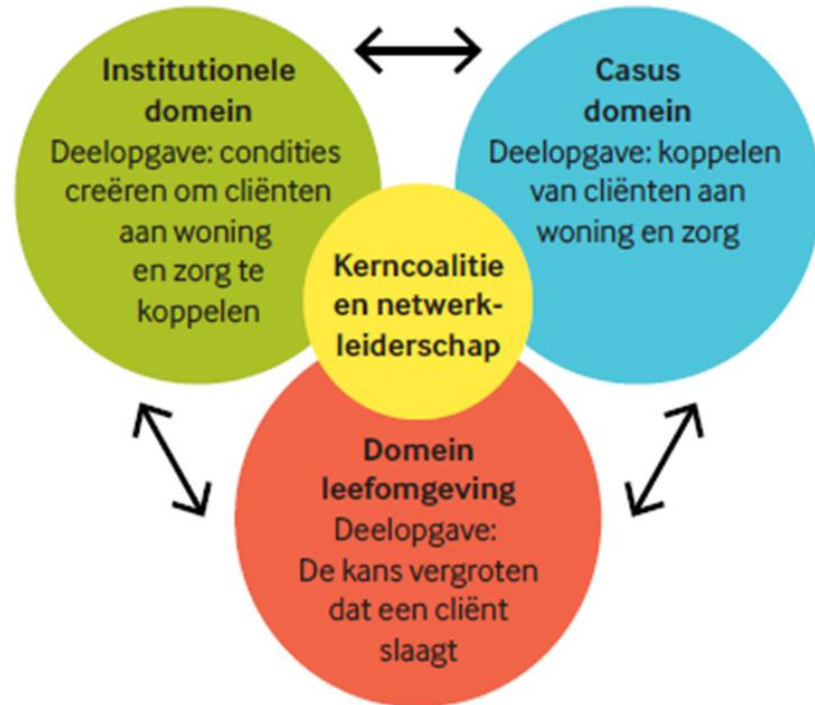 Institutionele
domein
Deelopgave: condities
creëren om cliënten
aan woning
en zorg te
koppelen
Casus
domein
Deelopgave: koppelen
van cliënten aan
woning en zorg
Kerncoalitie
en netwerk-
leiderschap
Domein
leefomgeving
Deelopgave:
De kans vergroten
dat een cliënt
slaagt